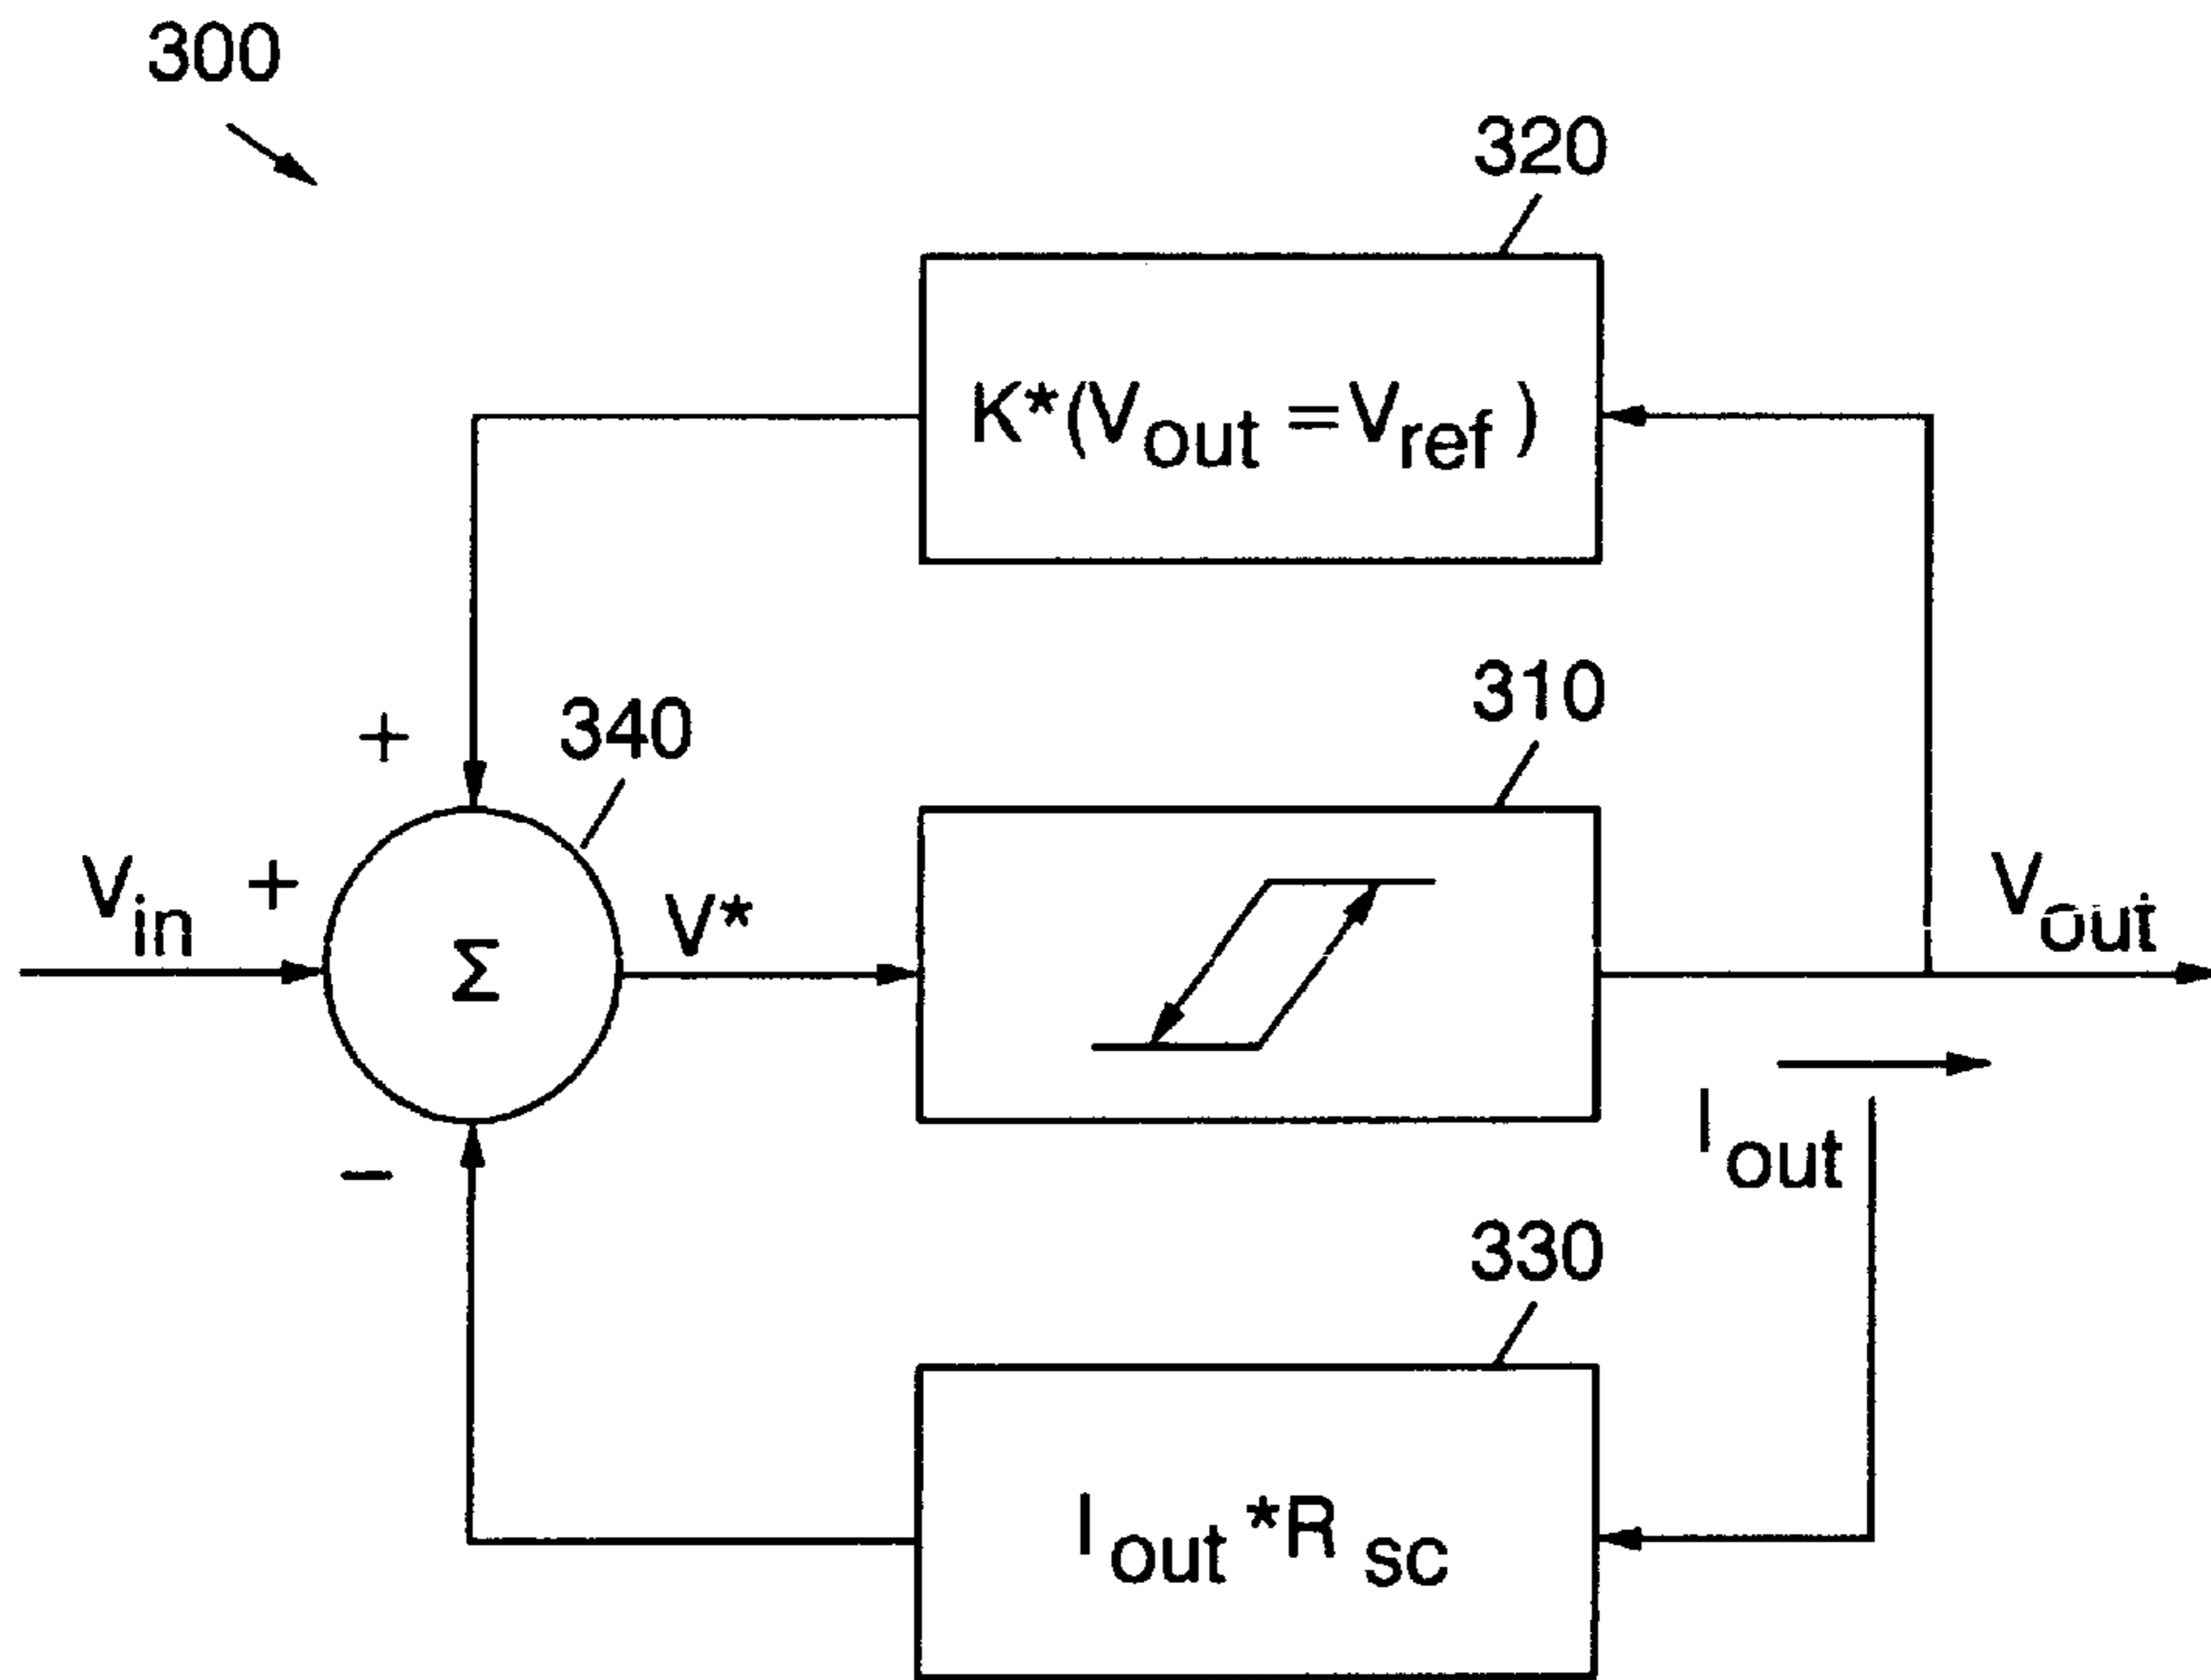 300
320
K*(Vout =Vref )
340
310
+
Vin +
Σ
V*
Vout
Iout
−
330
Iout *R sc